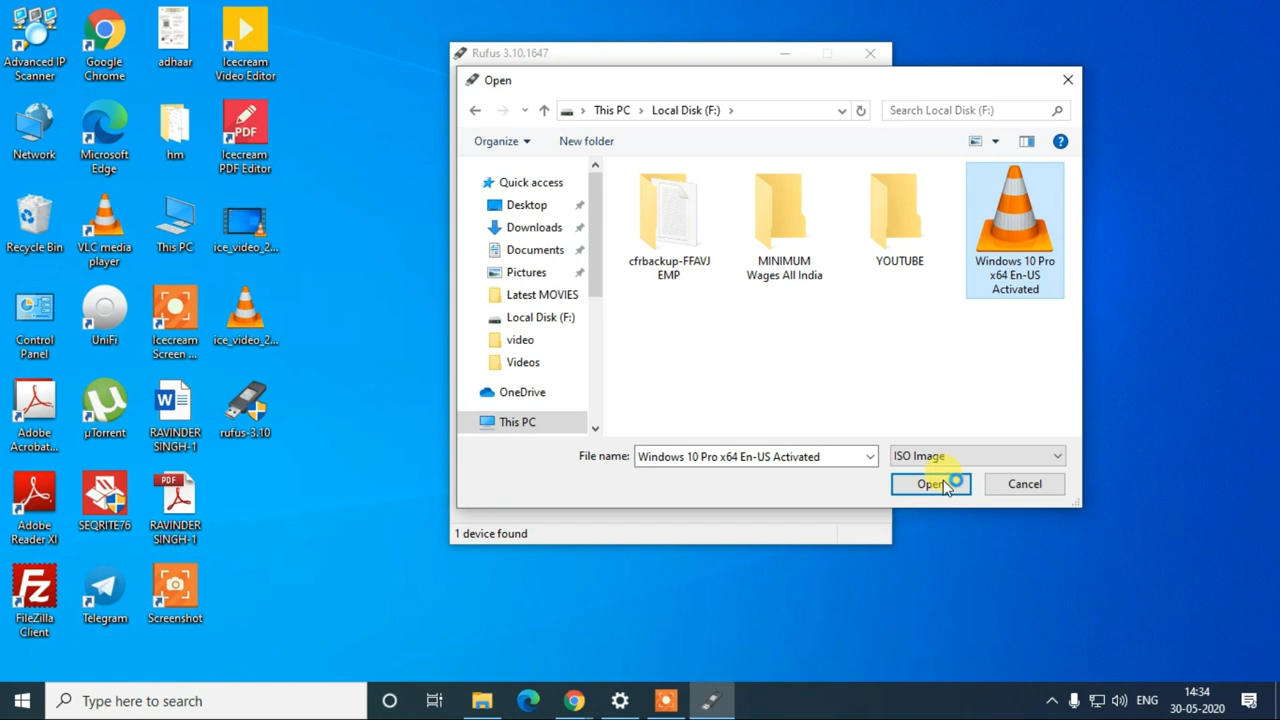 Advanced IP
Scanner
Google
Chrome
adhaar
Icecream
Video Editor
Network
Microsoft
Edge
hm
PDF
Icecream
PDF Editor
Recycle Bin
VLC media
player
This PC
ice_video_2...
Control
Panel
UniFi
Icecream
Screen ...
ice_video_2...
Adobe
Acrobat...
µTorrent
RAVINDER
SINGH-1
rufus-3.10
Adobe
Reader XI
SEQRITE76
PDF
RAVINDER
SINGH-1
FileZilla
Client
Telegram
Screenshot
Rufus 3.10.1647
Open
This PC > Local Disk (F:) >
Search Local Disk (F:)
Organize
New folder
Quick access
Desktop
Downloads
Documents
Pictures
Latest MOVIES
Local Disk (F:)
video
Videos
OneDrive
This PC
cfrbackup-FFAVJ
EMP
MINIMUM
Wages All India
YOUTUBE
Windows 10 Pro
x64 En-US
Activated
File name:
Windows 10 Pro x64 En-US Activated
ISO Image
Open
Cancel
1 device found
Type here to search
ENG
14:34
30-05-2020